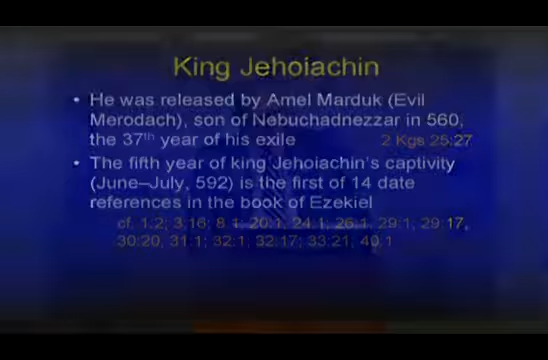 King Jehoiachin
• He was released by Amel Marduk (Evil
Merodach), son of Nebuchadnezzar in 560,
the 37th year of his exile 2 Kgs 25:27
• The fifth year of king Jehoiachin's captivity
(June–July, 592) is the first of 14 date
references in the book of Ezekiel
cf. 1:2; 3:16; 8:1; 20:1, 24:1; 26:1, 29:1; 29:17,
30:20, 31:1; 32:1; 32:17; 33:21, 40:1